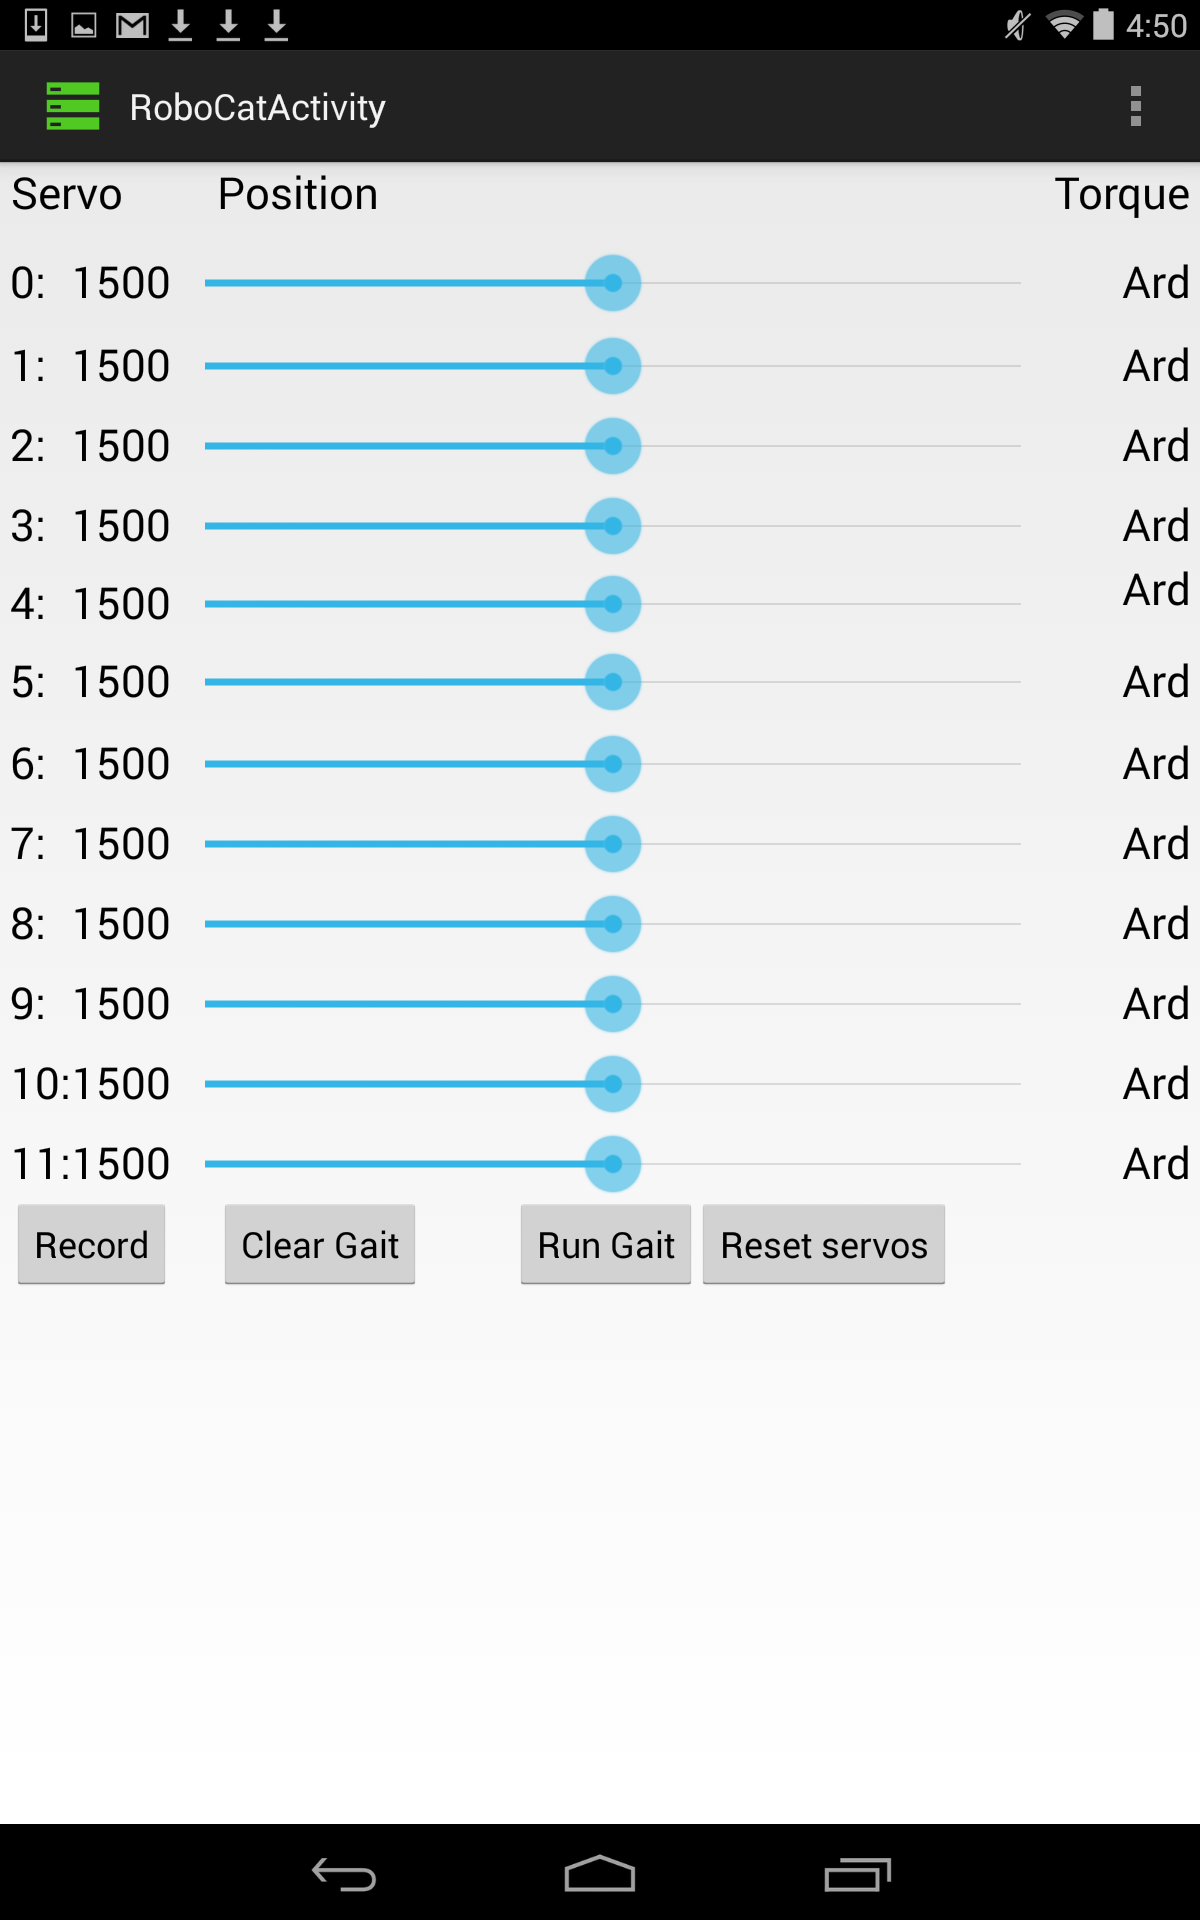 4:50
RoboCatActivity
Servo Position Torque
0: 1500 Ard
1: 1500 Ard
2: 1500 Ard
3: 1500 Ard
4: 1500 Ard
5: 1500 Ard
6: 1500 Ard
7: 1500 Ard
8: 1500 Ard
9: 1500 Ard
10:1500 Ard
11:1500 Ard
Record Clear Gait Run Gait Reset servos